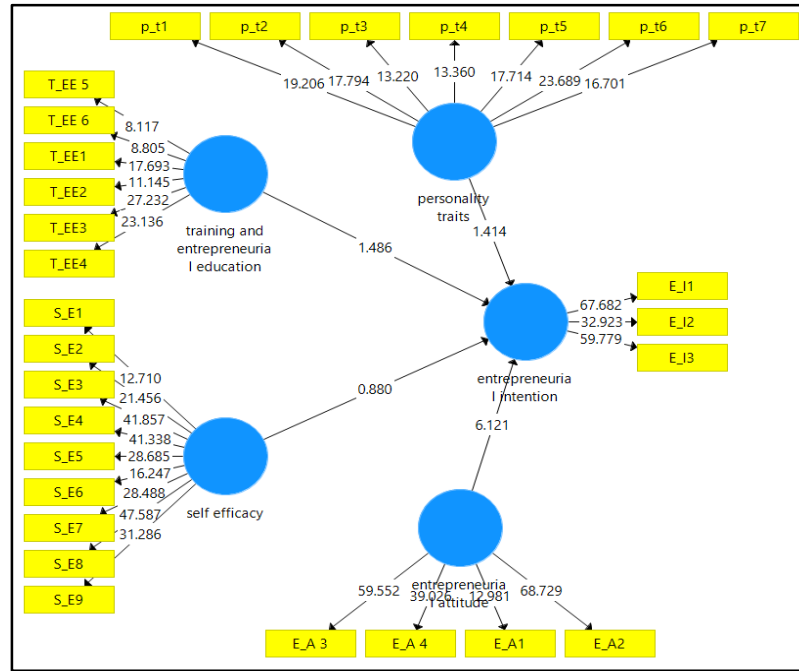 p_t1 p_t2 p_t3 p_t4 p_t5 p_t6 p_t7
19.206 17.794 13.220 13.360 17.714 23.689 16.701
T_EE 5
T_EE 6
T_EE1
T_EE2
T_EE3
T_EE4
8.117
8.805
17.693
11.145
27.232
23.136
training and
entrepreneuria
l education
personality
traits
1.486
1.414
S_E1
S_E2
S_E3
S_E4
S_E5
S_E6
S_E7
S_E8
S_E9
12.710
21.456
41.857
41.338
28.685
16.247
28.488
47.587
31.286
self efficacy
0.880
entrepreneuria
l intention
67.682
32.923
59.779
E_I1
E_I2
E_I3
6.121
entrepreneuria
l attitude
59.552 39.026 12.981 68.729
E_A 3 E_A 4 E_A1 E_A2